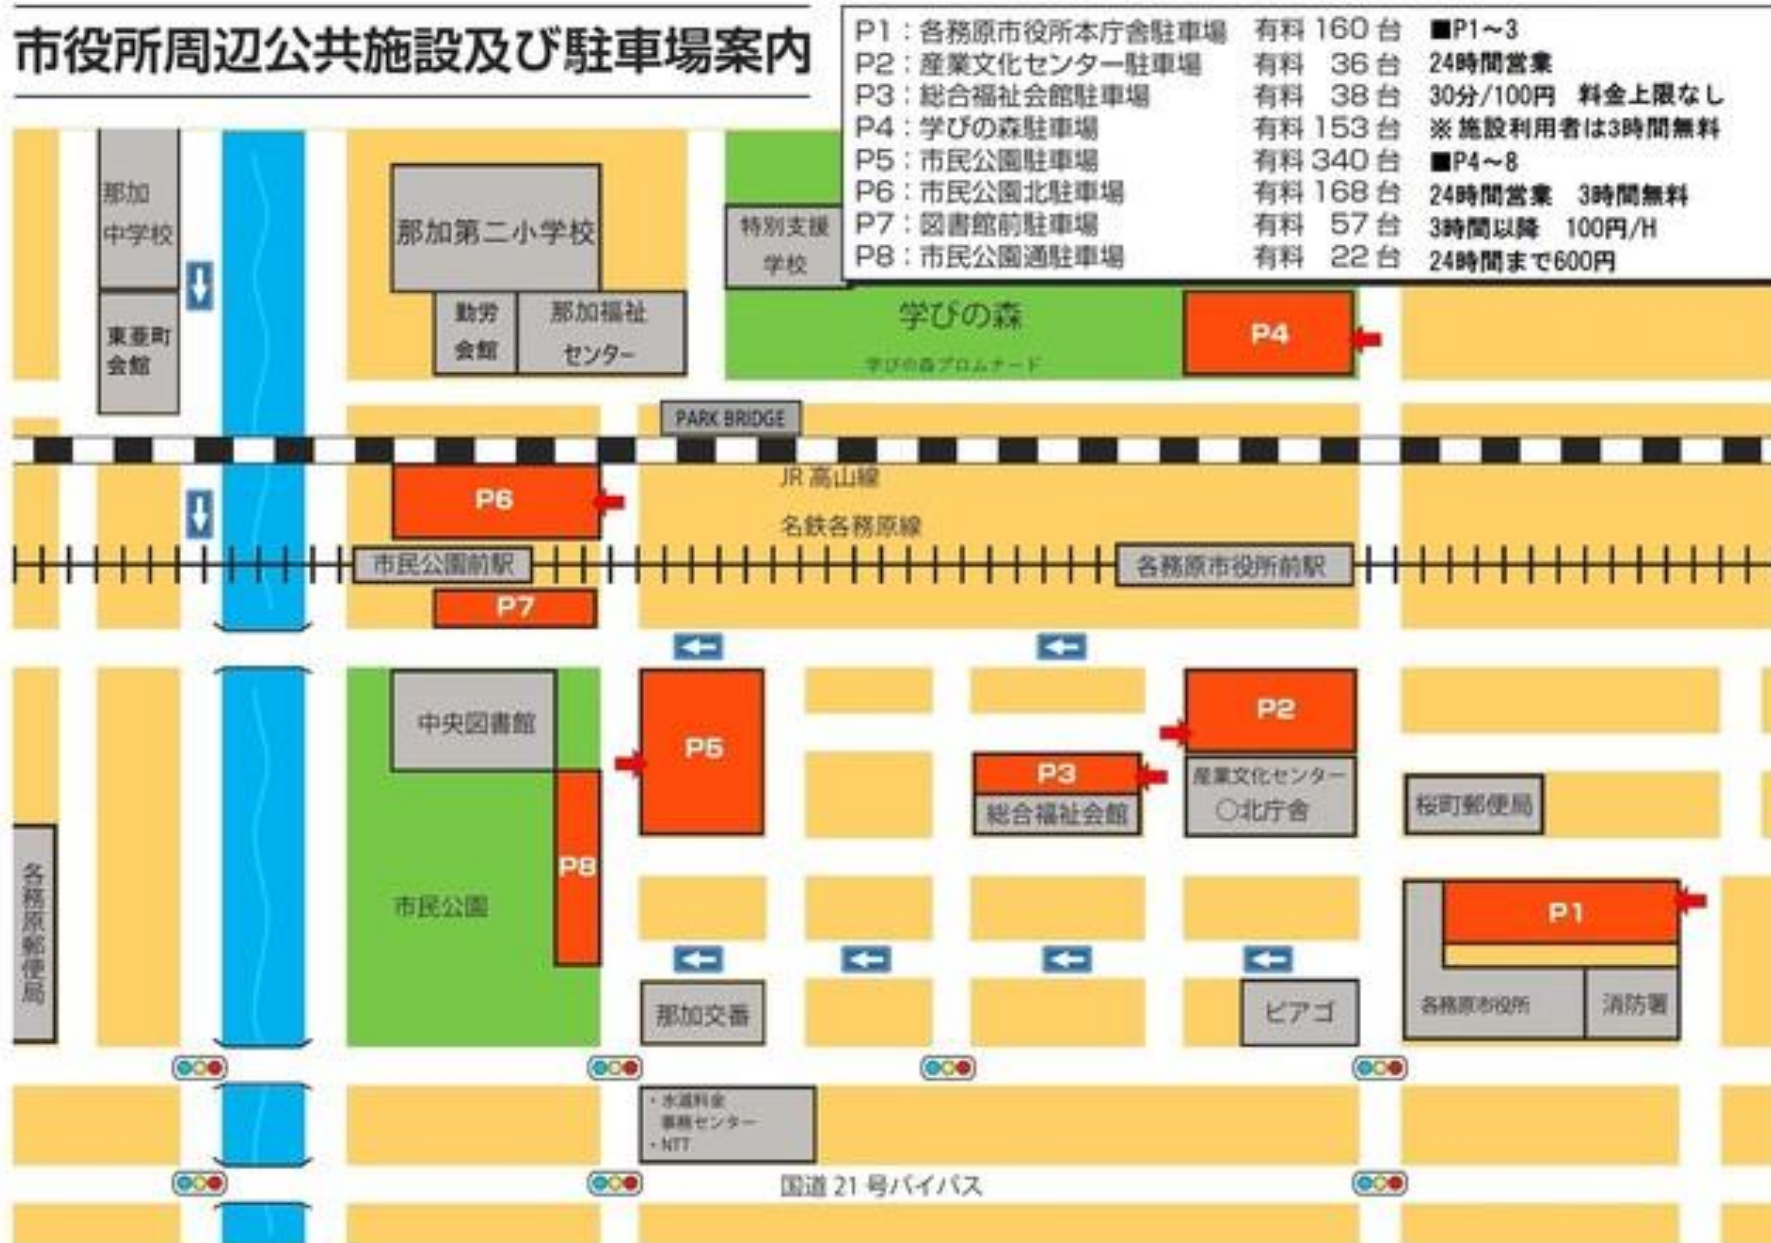 市役所周辺公共施設及び駐車場案内
P1：各務原市役所本庁舎駐車場 有料 160 台
P2：産業文化センター駐車場 有料 36 台
P3：総合福祉会館駐車場 有料 38 台
P4：学びの森駐車場 有料 153 台
P5：市民公園駐車場 有料 340 台
P6：市民公園北駐車場 有料 168 台
P7：図書館前駐車場 有料 57 台
P8：市民公園通駐車場 有料 22 台
■P1～3
24時間営業
30分/100円 料金上限なし
※施設利用者は3時間無料
■P4～8
24時間営業 3時間無料
3時間以降 100円/H
24時間まで600円
那加
中学校
東亜町
会館
那加第二小学校
勤労
会館
那加福祉
センター
特別支援
学校
学びの森
学びの森プロムナード
P4
PARK BRIDGE
JR 高山線
P6
名鉄各務原線
市民公園前駅
各務原市役所前駅
P7
中央図書館
P5
P2
P3
総合福祉会館
産業文化センター
○北庁舎
桜町郵便局
各務原郵便局
P8
市民公園
P1
那加交番
ピアゴ
各務原市役所
消防署
・水道料金
事務センター
・NTT
国道 21 号バイパス